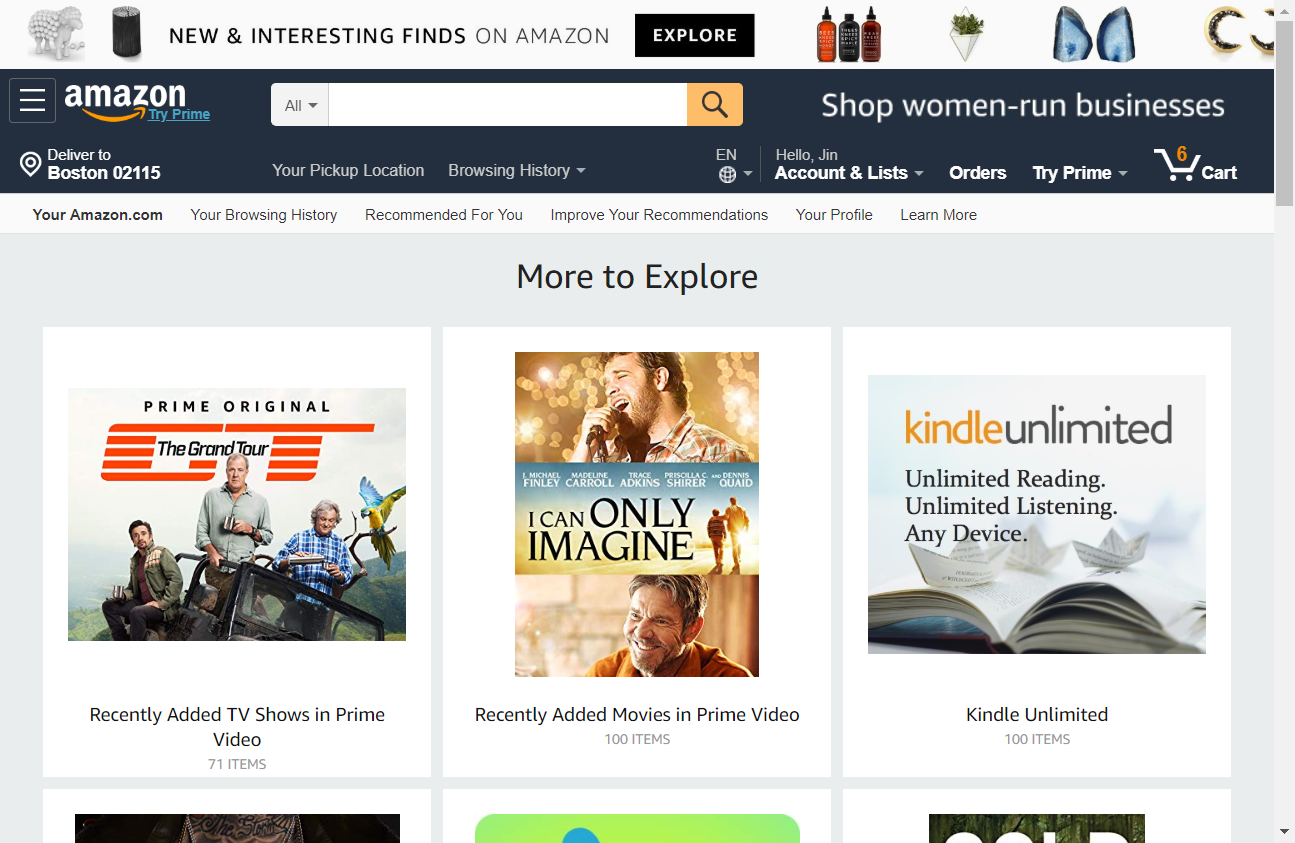 NEW & INTERESTING FINDS ON AMAZON
EXPLORE
amazon
Try Prime
All
Shop women-run businesses
Deliver to
Boston 02115
Your Pickup Location
Browsing History
EN
Hello, Jin
Account & Lists
Orders
Try Prime
6
Cart
Your Amazon.com
Your Browsing History
Recommended For You
Improve Your Recommendations
Your Profile
Learn More
More to Explore
PRIME ORIGINAL
The Grand Tour
Recently Added TV Shows in Prime
Video
71 ITEMS
J. MICHAEL FINLEY MADELINE CARROLL TRACE ADKINS PRISCILLA C. SHIRER AND DENNIS QUAID
I CAN ONLY
IMAGINE
Recently Added Movies in Prime Video
100 ITEMS
kindleunlimited
Unlimited Reading.
Unlimited Listening.
Any Device.
Kindle Unlimited
100 ITEMS